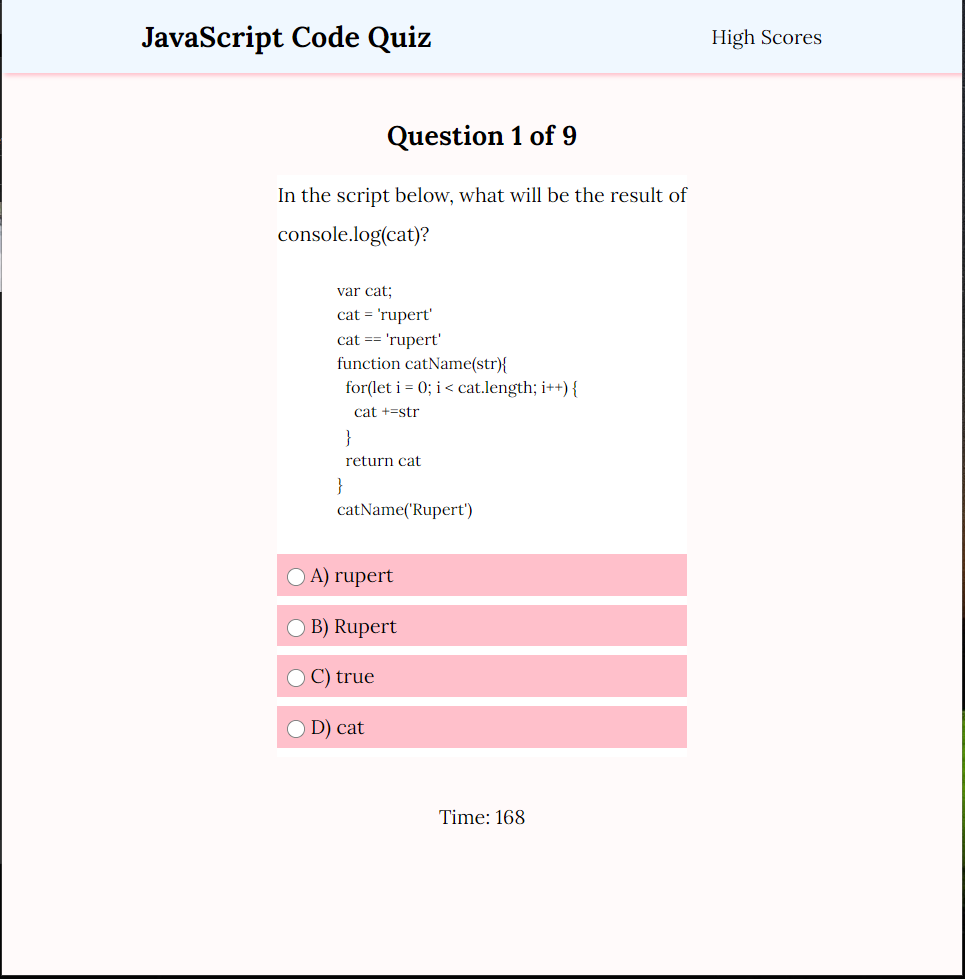 JavaScript Code Quiz
High Scores
Question 1 of 9
In the script below, what will be the result of
console.log(cat)?
var cat;
cat = 'rupert'
cat == 'rupert'
function catName(str){
for(let i = 0; i < cat.length; i++) {
cat +=str
}
return cat
}
catName('Rupert')
A) rupert
B) Rupert
C) true
D) cat
Time: 168